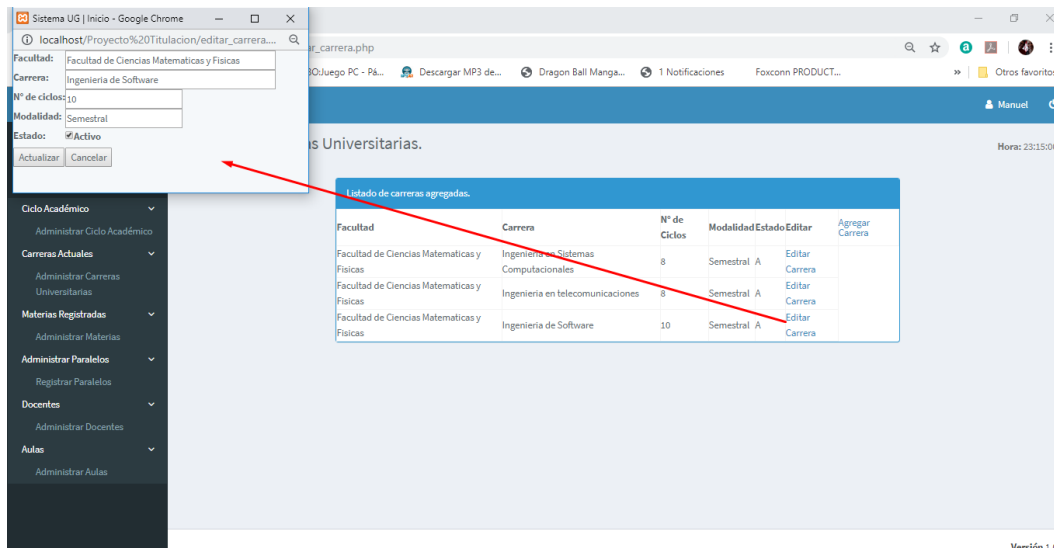 Sistema UG | Inicio - Google Chrome
localhost/Proyecto%20Titulacion/editar_carrera....
Facultad: Facultad de Ciencias Matematicas y Fisicas
Carrera: Ingenieria de Software
N° de ciclos: 10
Modalidad: Semestral
Estado: Activo
Actualizar Cancelar
ar_carrera.php
BO:Juego PC - Pá... Descargar MP3 de... Dragon Ball Manga... 1 Notificaciones Foxconn PRODUCT... » Otros favoritos
Manuel
as Universitarias.
Hora: 23:15:00
Ciclo Académico
Administrar Ciclo Académico
Carreras Actuales
Administrar Carreras
Universitarias
Materias Registradas
Administrar Materias
Administrar Paralelos
Registrar Paralelos
Docentes
Administrar Docentes
Aulas
Administrar Aulas
Listado de carreras agregadas.
Facultad Carrera N° de Ciclos Modalidad Estado Editar Agregar Carrera
Facultad de Ciencias Matematicas y Fisicas Ingenieria en Sistemas Computacionales 8 Semestral A Editar Carrera
Facultad de Ciencias Matematicas y Fisicas Ingenieria en telecomunicaciones 8 Semestral A Editar Carrera
Facultad de Ciencias Matematicas y Fisicas Ingenieria de Software 10 Semestral A Editar Carrera
Versión 1